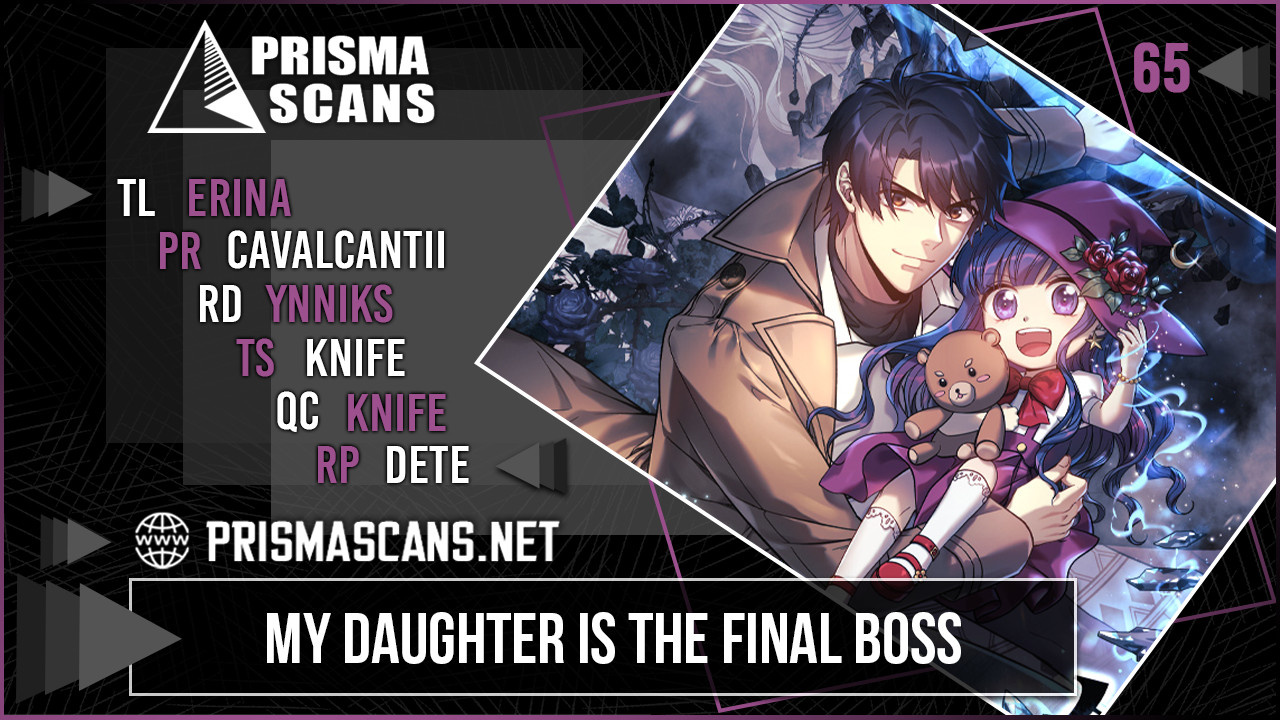 PRISMA
SCANS
65
TL ERINA
PR CAVALCANTII
RD YNNIKS
TS KNIFE
QC KNIFE
RP DETE
WWW PRISMASCANS.NET
MY DAUGHTER IS THE FINAL BOSS